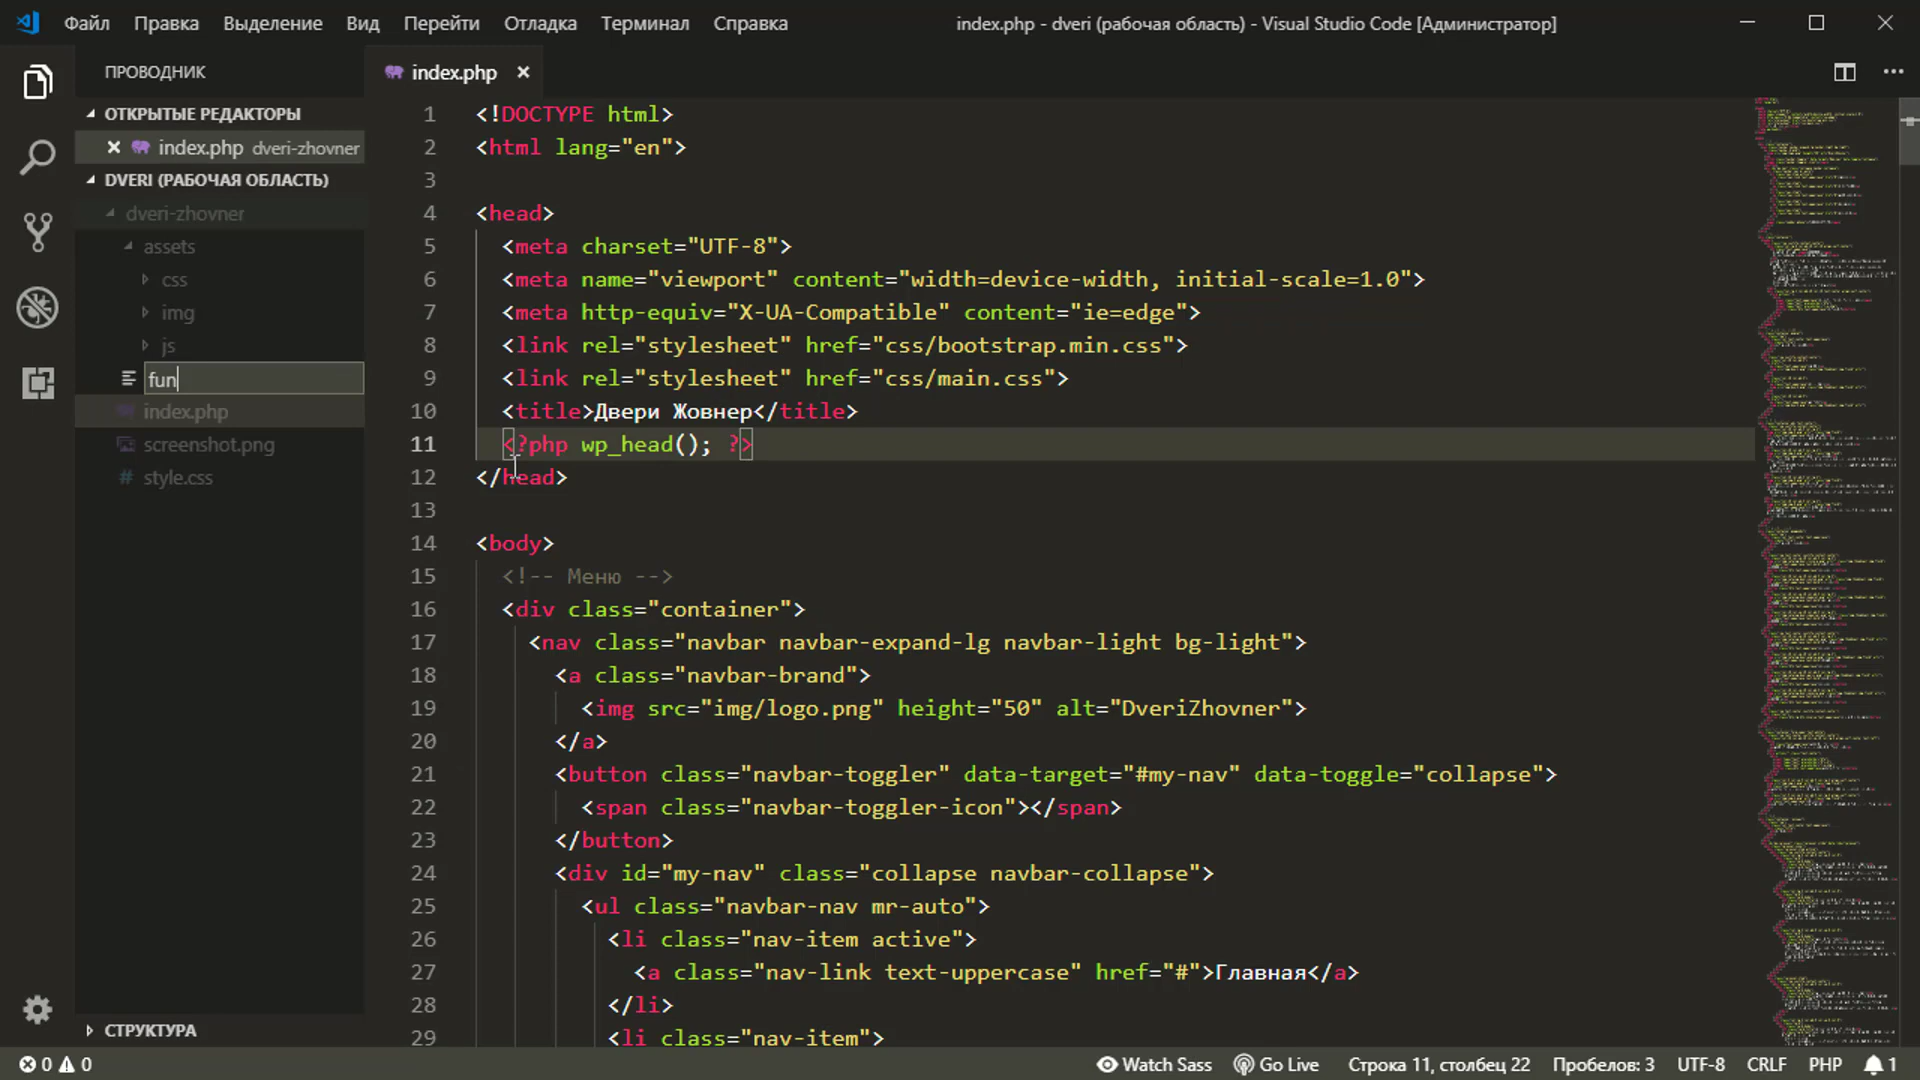 Файл Правка Выделение Вид Перейти Отладка Терминал Справка index.php - dveri (рабочая область) - Visual Studio Code [Администратор]
ПРОВОДНИК
ОТКРЫТЫЕ РЕДАКТОРЫ
index.php dveri-zhovner
DVERI (РАБОЧАЯ ОБЛАСТЬ)
dveri-zhovner
assets
css
img
js
fun
index.php
screenshot.png
style.css
СТРУКТУРА
index.php
1 <!DOCTYPE html>
2 <html lang="en">
3
4 <head>
5 <meta charset="UTF-8">
6 <meta name="viewport" content="width=device-width, initial-scale=1.0">
7 <meta http-equiv="X-UA-Compatible" content="ie=edge">
8 <link rel="stylesheet" href="css/bootstrap.min.css">
9 <link rel="stylesheet" href="css/main.css">
10 <title>Двери Жовнер</title>
11 <?php wp_head(); ?>
12 </head>
13
14 <body>
15 <!-- Меню -->
16 <div class="container">
17 <nav class="navbar navbar-expand-lg navbar-light bg-light">
18 <a class="navbar-brand">
19 <img src="img/logo.png" height="50" alt="DveriZhovner">
20 </a>
21 <button class="navbar-toggler" data-target="#my-nav" data-toggle="collapse">
22 <span class="navbar-toggler-icon"></span>
23 </button>
24 <div id="my-nav" class="collapse navbar-collapse">
25 <ul class="navbar-nav mr-auto">
26 <li class="nav-item active">
27 <a class="nav-link text-uppercase" href="#">Главная</a>
28 </li>
29 <li class="nav-item">
0 0 Watch Sass Go Live Строка 11, столбец 22 Пробелов: 3 UTF-8 CRLF PHP 1